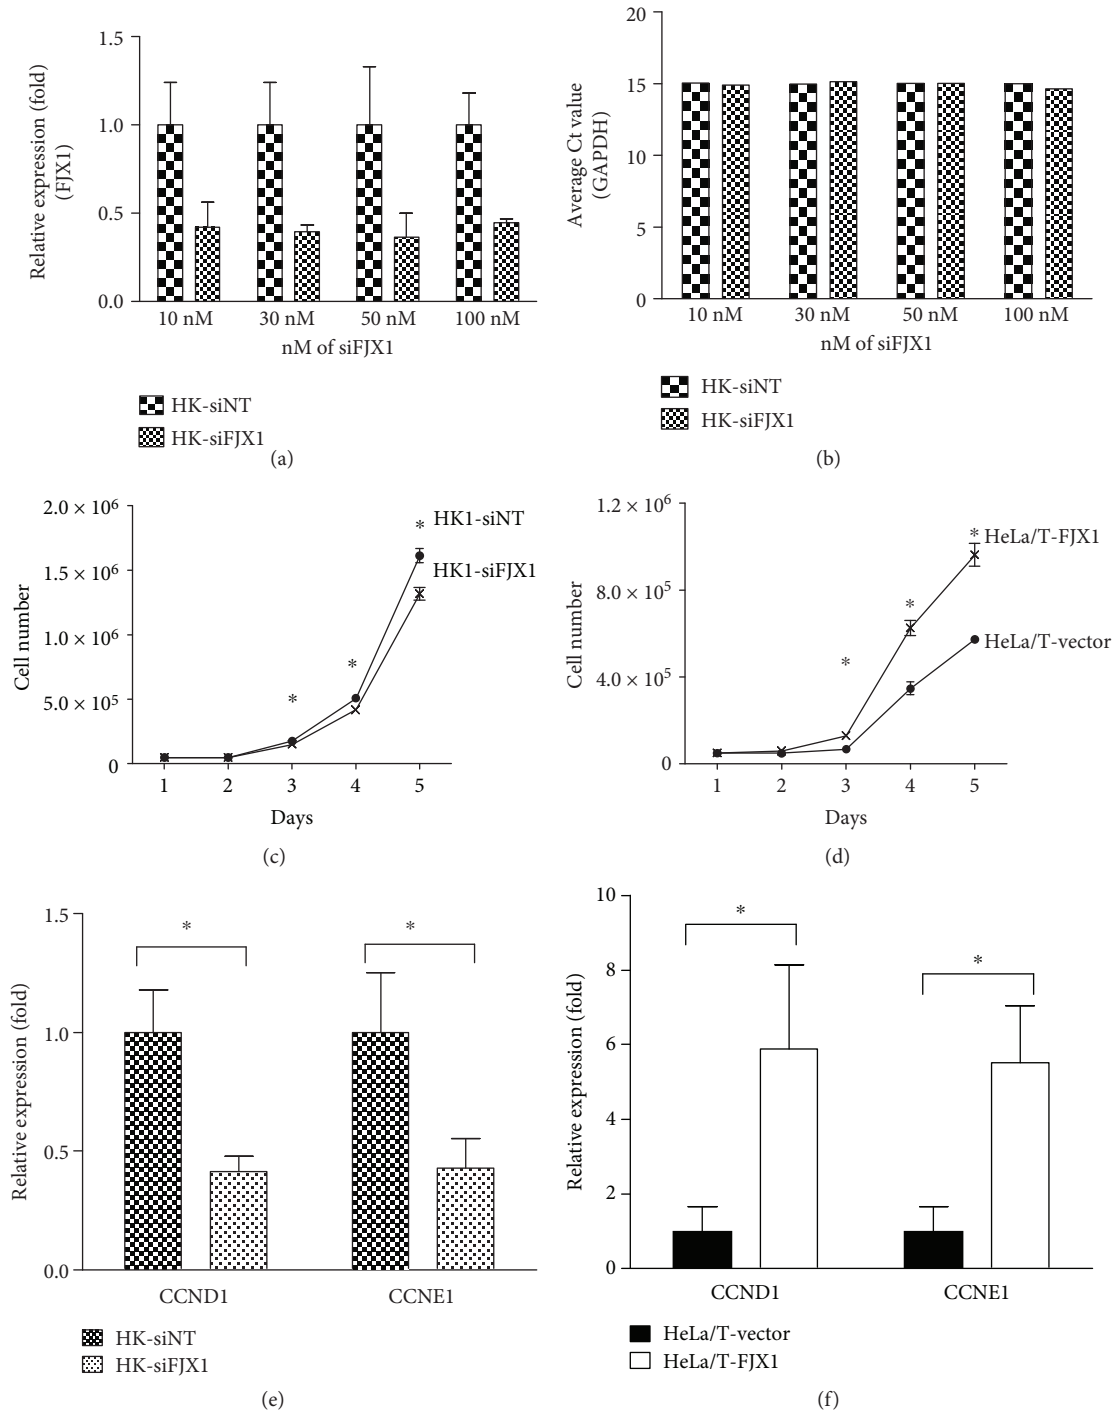 1.5
1.0
0.5
0.0
Relative expression (fold)
(FJX1)
10 nM 30 nM 50 nM 100 nM
nM of siFJX1
HK-siNT
HK-siFJX1
(a)
20
15
10
5
0
Average Ct value
(GAPDH)
10 nM 30 nM 50 nM 100 nM
nM of siFJX1
HK-siNT
HK-siFJX1
(b)
2.0 × 10⁶
1.5 × 10⁶
1.0 × 10⁶
5.0 × 10⁵
0
Cell number
* * *
HK1-siNT
HK1-siFJX1
1 2 3 4 5
Days
(c)
1.2 × 10⁶
8.0 × 10⁵
4.0 × 10⁵
0
Cell number
* * *
HeLa/T-FJX1
HeLa/T-vector
1 2 3 4 5
Days
(d)
1.5
1.0
0.5
0.0
Relative expression (fold)
* *
CCND1 CCNE1
HK-siNT
HK-siFJX1
(e)
10
8
6
4
2
0
Relative expression (fold)
* *
CCND1 CCNE1
HeLa/T-vector
HeLa/T-FJX1
(f)